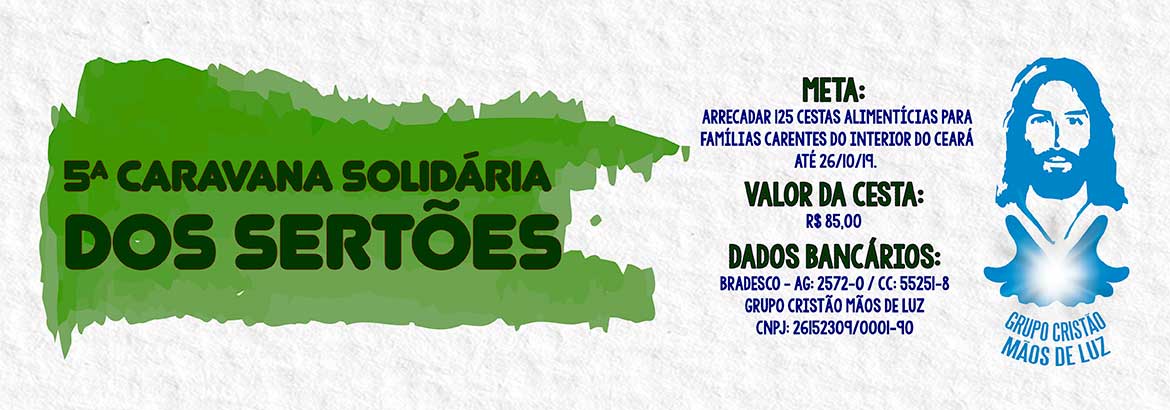 5ª CARAVANA SOLIDÁRIA
DOS SERTÕES
META:
ARRECADAR 125 CESTAS ALIMENTÍCIAS PARA
FAMÍLIAS CARENTES DO INTERIOR DO CEARÁ
ATÉ 26/10/19.
VALOR DA CESTA:
R$ 85,00
DADOS BANCÁRIOS:
BRADESCO - AG: 2572-0 / CC: 55251-8
GRUPO CRISTÃO MÃOS DE LUZ
CNPJ: 26152309/0001-90
GRUPO CRISTÃO
MÃOS DE LUZ